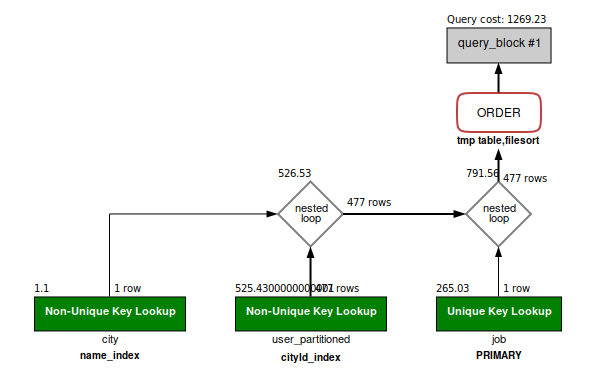 Query cost: 1269.23
query_block #1
ORDER
tmp table,filesort
526.53
791.56
477 rows
nested
loop
477 rows
nested
loop
1.1
1 row
525.4300000000001
477 rows
265.03
1 row
Non-Unique Key Lookup
Non-Unique Key Lookup
Unique Key Lookup
city
user_partitioned
job
name_index
cityId_index
PRIMARY